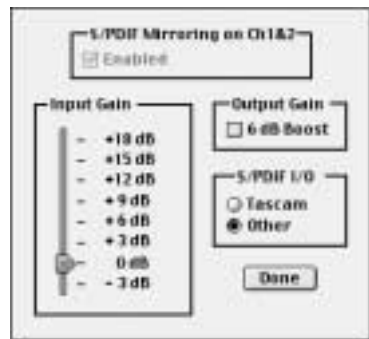 S/PDIF Mirroring on Ch1&2
Enabled
Input Gain
+18 dB
+15 dB
+12 dB
+9 dB
+6 dB
+3 dB
0 dB
-3 dB
Output Gain
6 dB Boost
S/PDIF I/O
Tascam
Other
Done